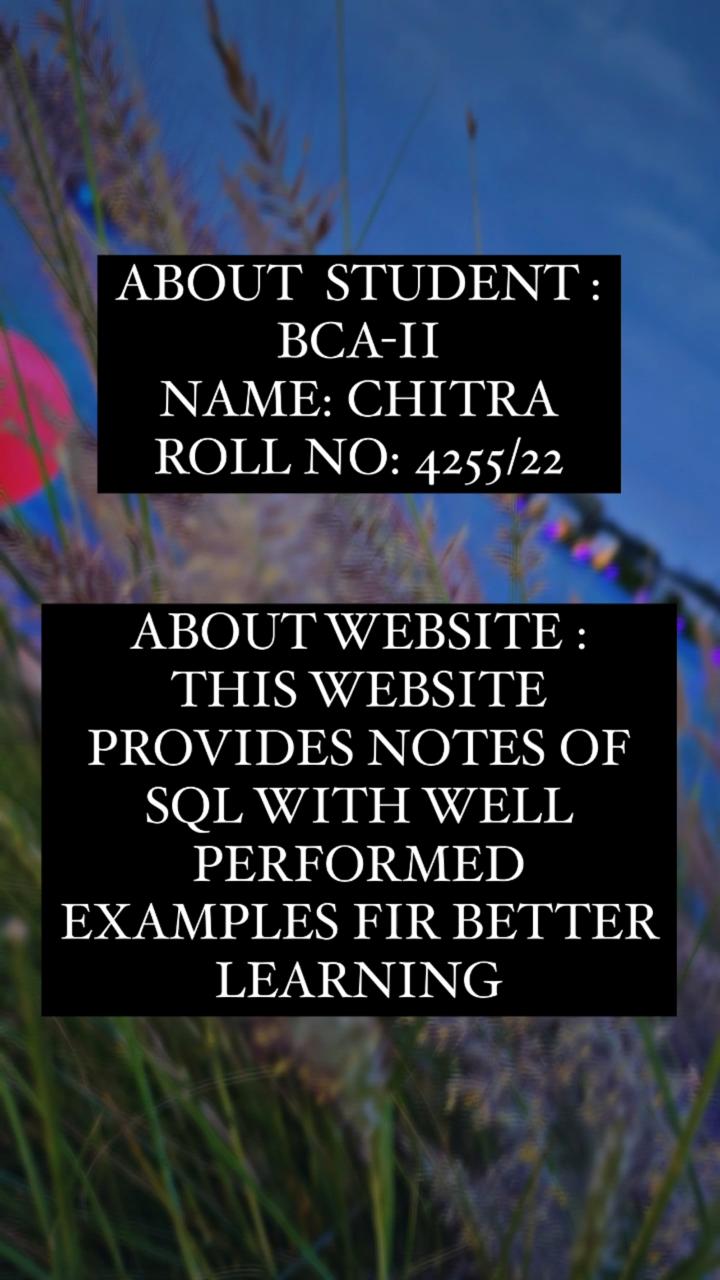 ABOUT STUDENT :
BCA-II
NAME: CHITRA
ROLL NO: 4255/22
ABOUT WEBSITE :
THIS WEBSITE
PROVIDES NOTES OF
SQL WITH WELL
PERFORMED
EXAMPLES FIR BETTER
LEARNING